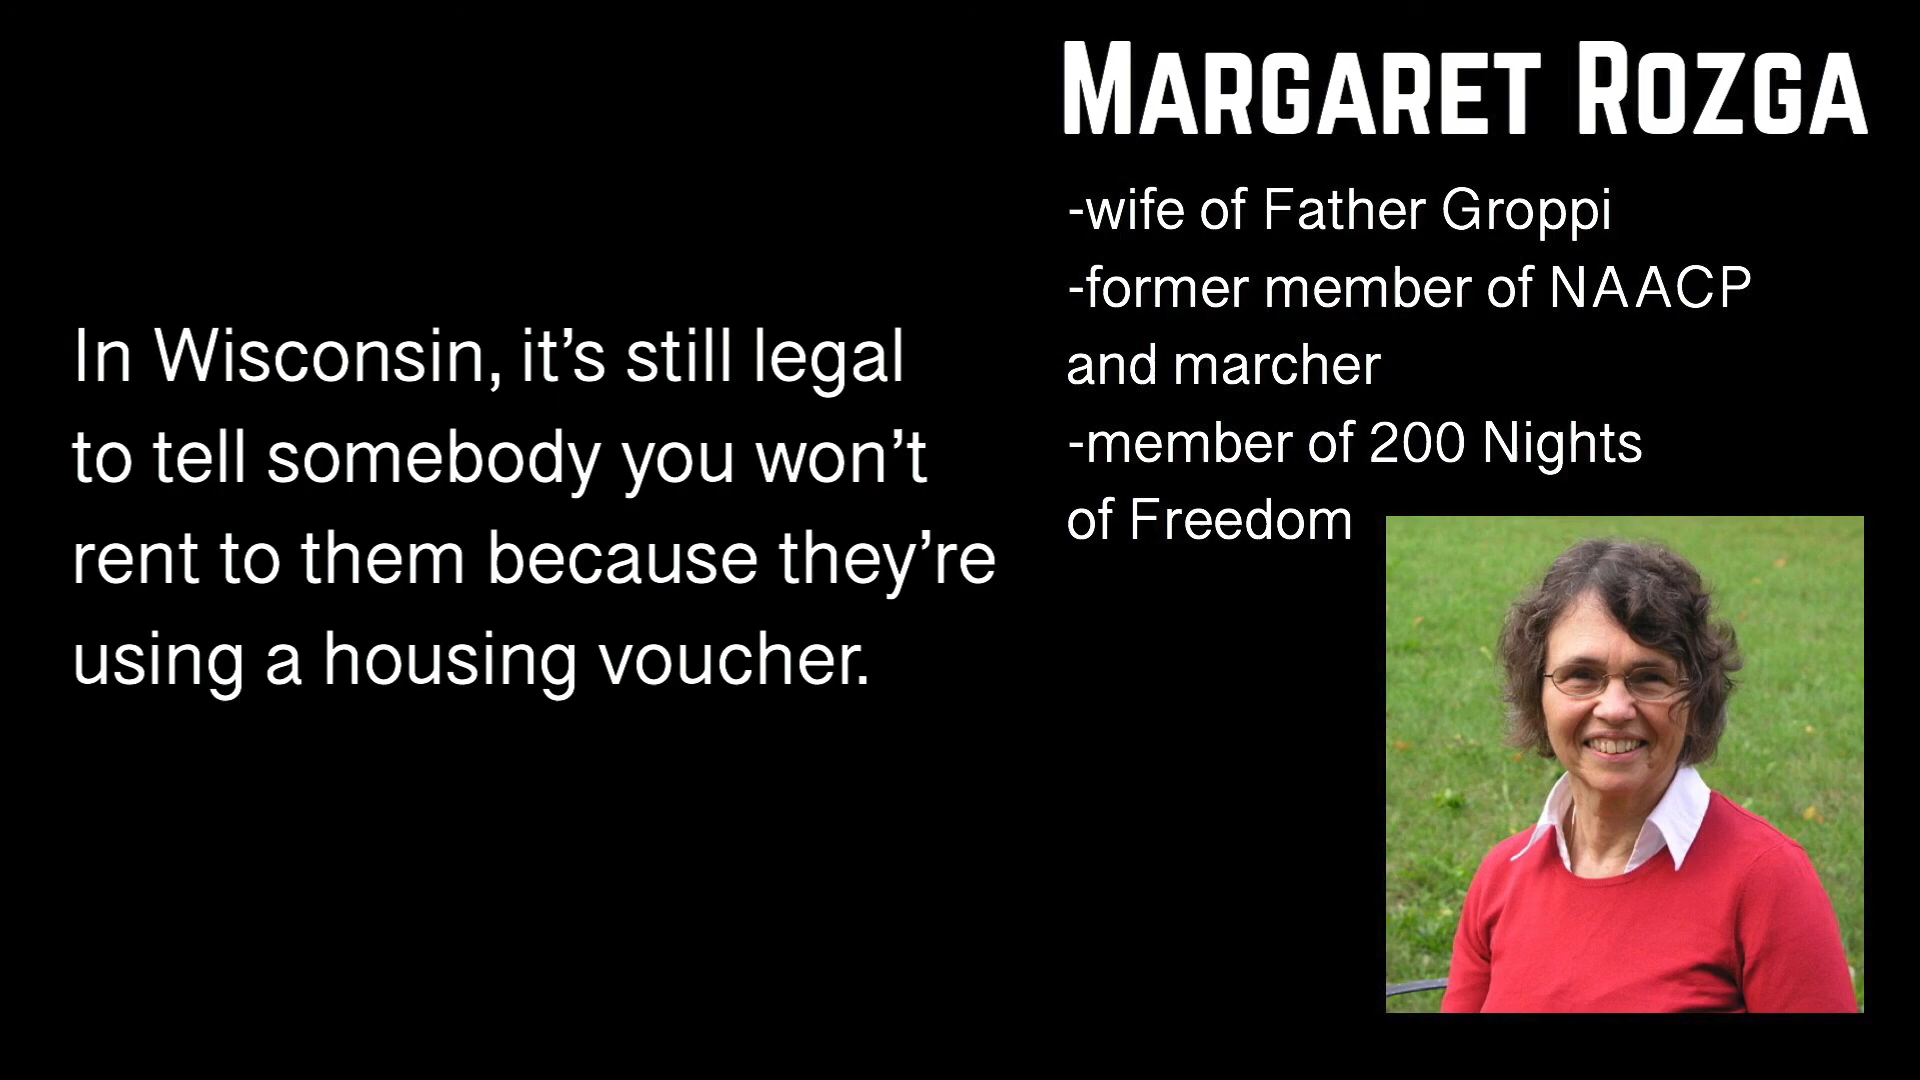 MARGARET ROZGA
-wife of Father Groppi
-former member of NAACP
and marcher
-member of 200 Nights
of Freedom
In Wisconsin, it’s still legal
to tell somebody you won’t
rent to them because they’re
using a housing voucher.